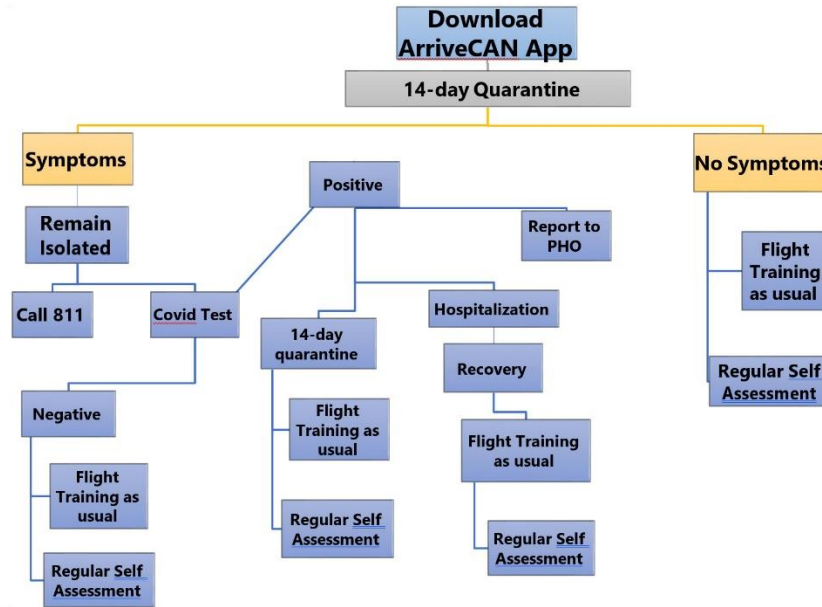 Download
ArriveCAN App
14-day Quarantine
Symptoms
No Symptoms
Positive
Remain
Isolated
Report to
PHO
Flight
Training
as usual
Call 811
Covid Test
Hospitalization
14-day
quarantine
Recovery
Regular Self
Assessment
Negative
Flight
Training as
usual
Flight Training
as usual
Flight
Training as
usual
Regular Self
Assessment
Regular Self
Assessment
Regular Self
Assessment